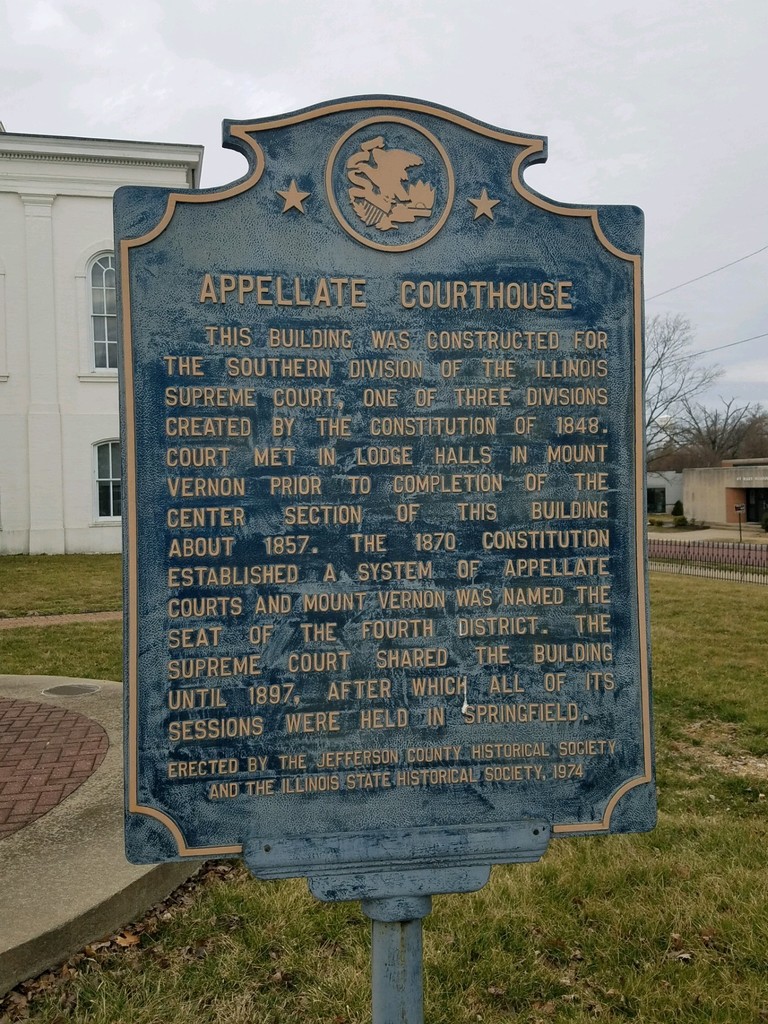 APPELLATE COURTHOUSE
THIS BUILDING WAS CONSTRUCTED FOR
THE SOUTHERN DIVISION OF THE ILLINOIS
SUPREME COURT, ONE OF THREE DIVISIONS
CREATED BY THE CONSTITUTION OF 1848.
COURT MET IN LODGE HALLS IN MOUNT
VERNON PRIOR TO COMPLETION OF THE
CENTER SECTION OF THIS BUILDING
ABOUT 1857. THE 1870 CONSTITUTION
ESTABLISHED A SYSTEM OF APPELLATE
COURTS AND MOUNT VERNON WAS NAMED THE
SEAT OF THE FOURTH DISTRICT. THE
SUPREME COURT SHARED THE BUILDING
UNTIL 1897, AFTER WHICH ALL OF ITS
SESSIONS WERE HELD IN SPRINGFIELD.
ERECTED BY THE JEFFERSON COUNTY HISTORICAL SOCIETY
AND THE ILLINOIS STATE HISTORICAL SOCIETY, 1974